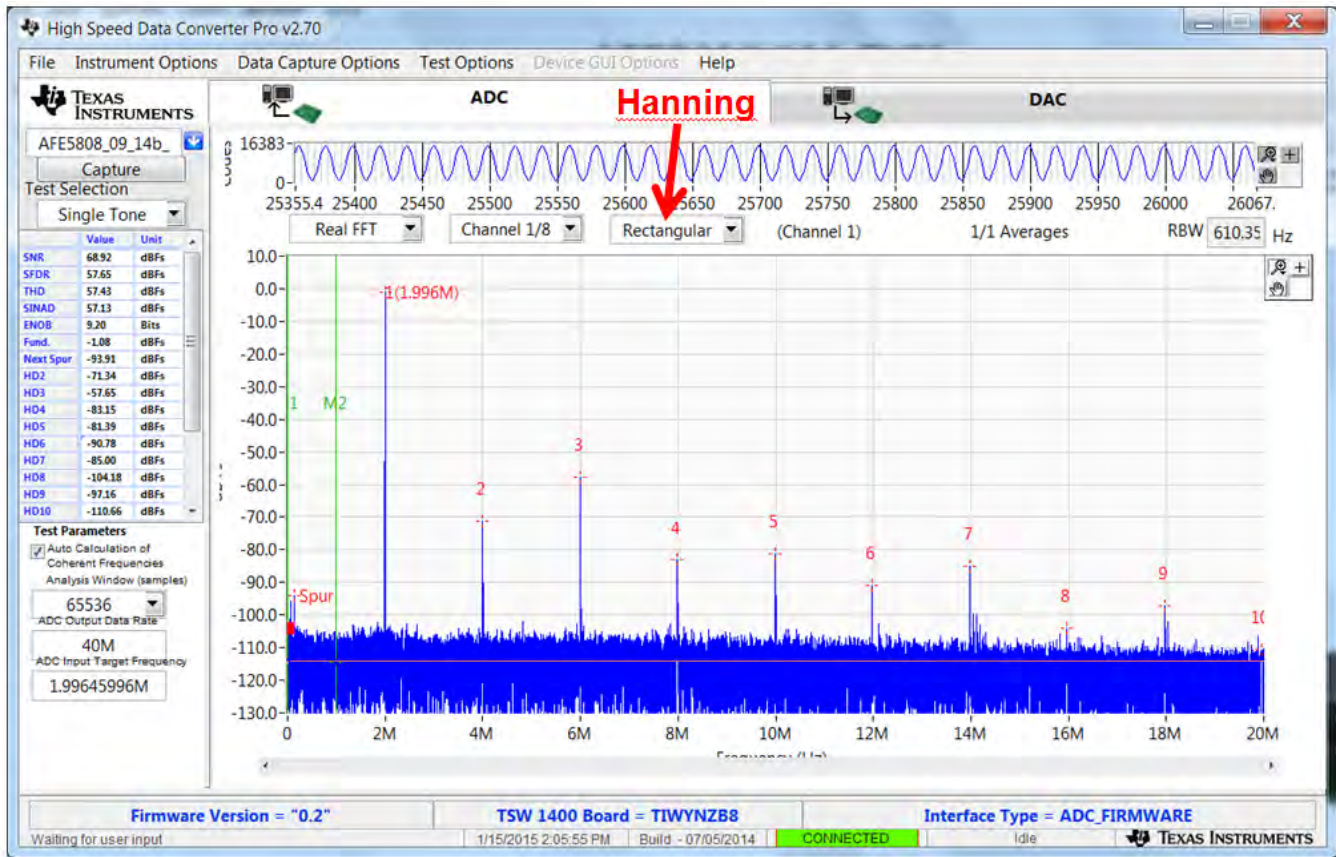 High Speed Data Converter Pro v2.70
File Instrument Options Data Capture Options Test Options Device GUI Options Help
TEXAS INSTRUMENTS
ADC
DAC
Hanning
AFE5808_09_14b_
Capture
Test Selection
Single Tone
Value Unit
SNR 68.92 dBFs
SFDR 57.65 dBFs
THD 57.43 dBFs
SINAD 57.13 dBFs
ENOB 9.20 Bits
Fund. -1.08 dBFs
Next Spur -93.91 dBFs
HD2 -71.34 dBFs
HD3 -57.65 dBFs
HD4 -83.15 dBFs
HD5 -81.39 dBFs
HD6 -90.78 dBFs
HD7 -85.00 dBFs
HD8 -104.18 dBFs
HD9 -97.16 dBFs
HD10 -110.66 dBFs
Test Parameters
Auto Calculation of
Coherent Frequencies
Analysis Window (samples)
65536
ADC Output Data Rate
40M
ADC Input Target Frequency
1.99645996M
16383
0
25355.4 25400 25450 25500 25550 25600 25650 25700 25750 25800 25850 25900 25950 26000 26067.
Real FFT Channel 1/8 Rectangular (Channel 1) 1/1 Averages RBW 610.35 Hz
10.0
0.0
-10.0
-20.0
-30.0
-40.0
-50.0
-60.0
-70.0
-80.0
-90.0
-100.0
-110.0
-120.0
-130.0
1(1.996M)
1 M2
2
3
4
5
6
7
8
9
10
Spur
0 2M 4M 6M 8M 10M 12M 14M 16M 18M 20M
Frequency (Hz)
Firmware Version = "0.2" TSW 1400 Board = TIWYNZB8 Interface Type = ADC_FIRMWARE
Waiting for user input 1/15/2015 2:05:55 PM Build - 07/05/2014 CONNECTED Idle TEXAS INSTRUMENTS